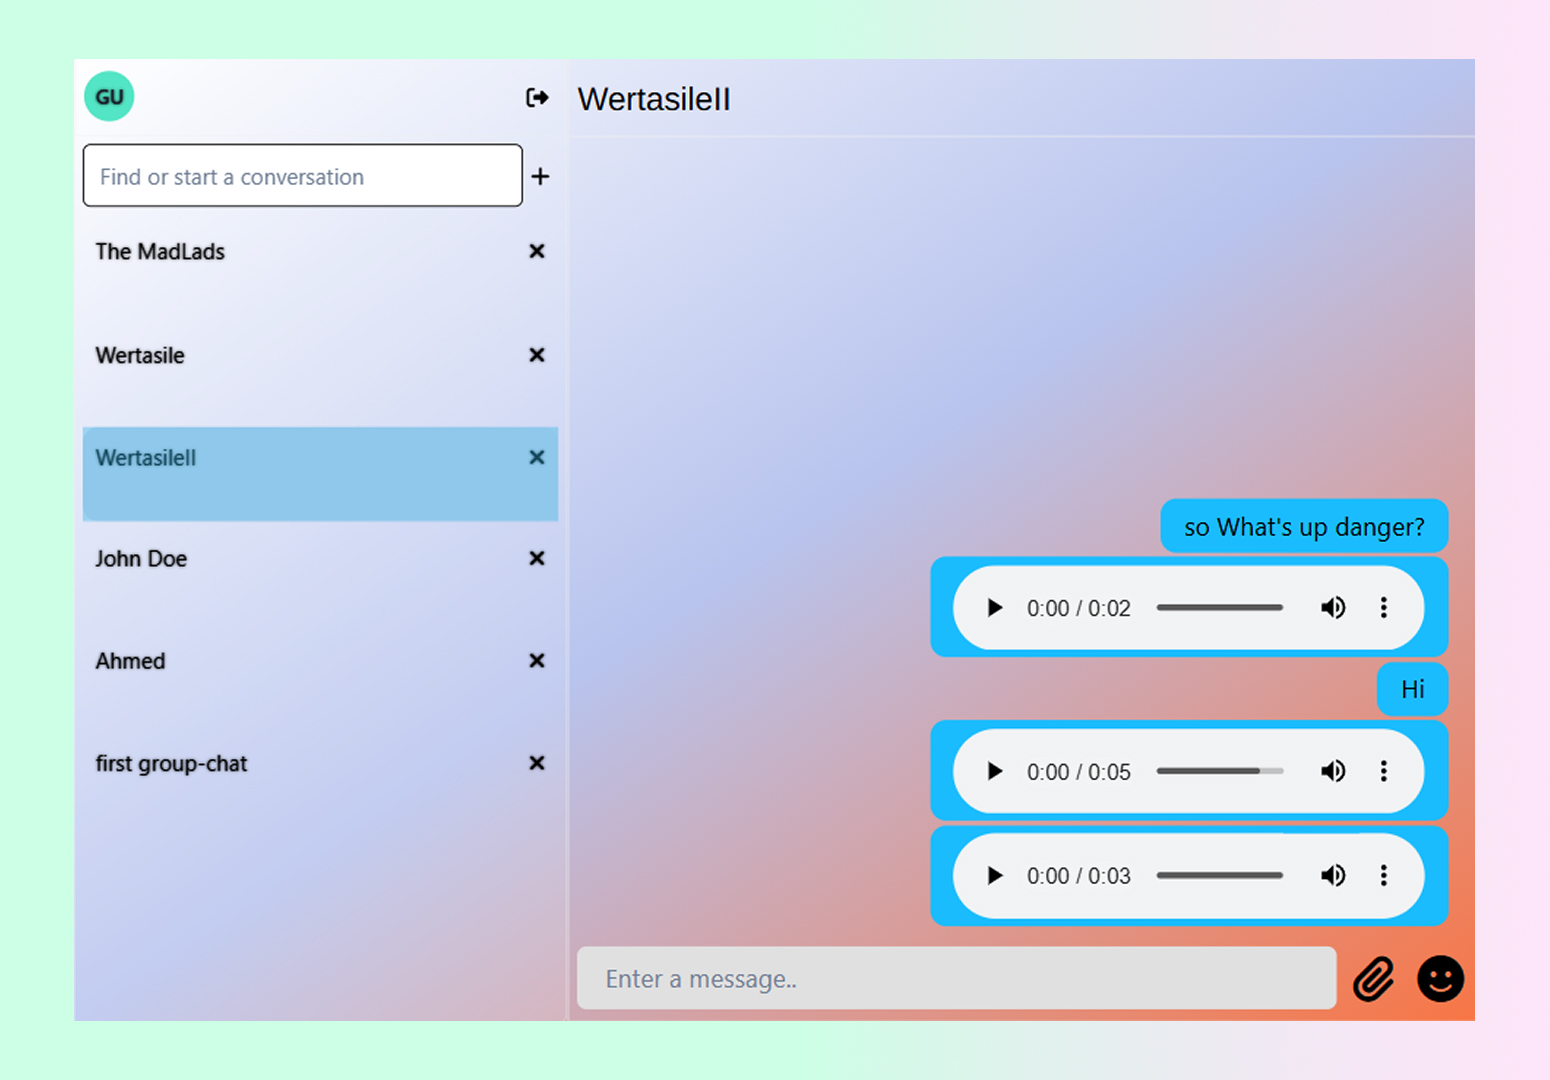 GU
Find or start a conversation
The MadLads
Wertasile
WertasileII
John Doe
Ahmed
first group-chat
WertasileII
so What's up danger?
0:00 / 0:02
Hi
0:00 / 0:05
0:00 / 0:03
Enter a message..